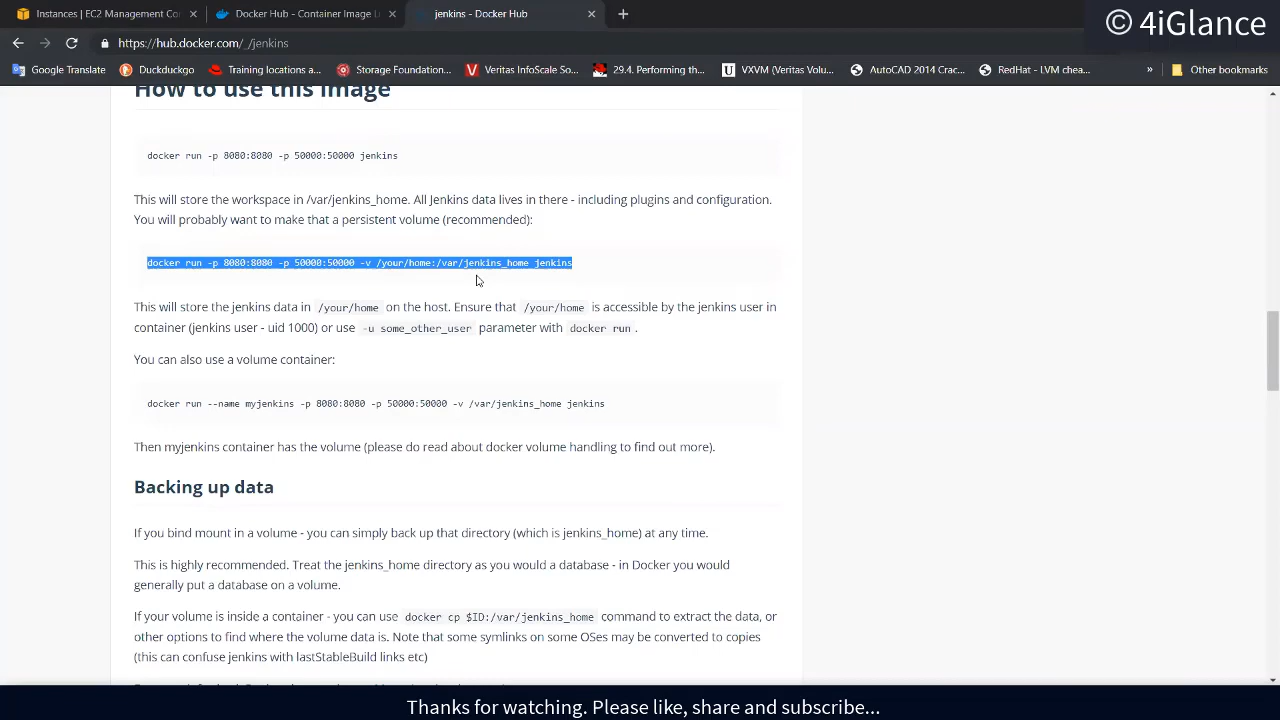 Instances | EC2 Management Con
Docker Hub - Container Image Li
jenkins - Docker Hub
© 4iGlance
https://hub.docker.com/_/jenkins
Google Translate
Duckduckgo
Training locations a...
Storage Foundation...
Veritas InfoScale So...
29.4. Performing th...
VXVM (Veritas Volu...
AutoCAD 2014 Crac...
RedHat - LVM chea...
Other bookmarks
How to use this image
docker run -p 8080:8080 -p 50000:50000 jenkins
This will store the workspace in /var/jenkins_home. All Jenkins data lives in there - including plugins and configuration.
You will probably want to make that a persistent volume (recommended):
docker run -p 8080:8080 -p 50000:50000 -v /your/home:/var/jenkins_home jenkins
This will store the jenkins data in /your/home on the host. Ensure that /your/home is accessible by the jenkins user in
container (jenkins user - uid 1000) or use -u some_other_user parameter with docker run.
You can also use a volume container:
docker run --name myjenkins -p 8080:8080 -p 50000:50000 -v /var/jenkins_home jenkins
Then myjenkins container has the volume (please do read about docker volume handling to find out more).
Backing up data
If you bind mount in a volume - you can simply back up that directory (which is jenkins_home) at any time.
This is highly recommended. Treat the jenkins_home directory as you would a database - in Docker you would
generally put a database on a volume.
If your volume is inside a container - you can use docker cp $ID:/var/jenkins_home command to extract the data, or
other options to find where the volume data is. Note that some symlinks on some OSes may be converted to copies
(this can confuse jenkins with lastStableBuild links etc)
Thanks for watching. Please like, share and subscribe...